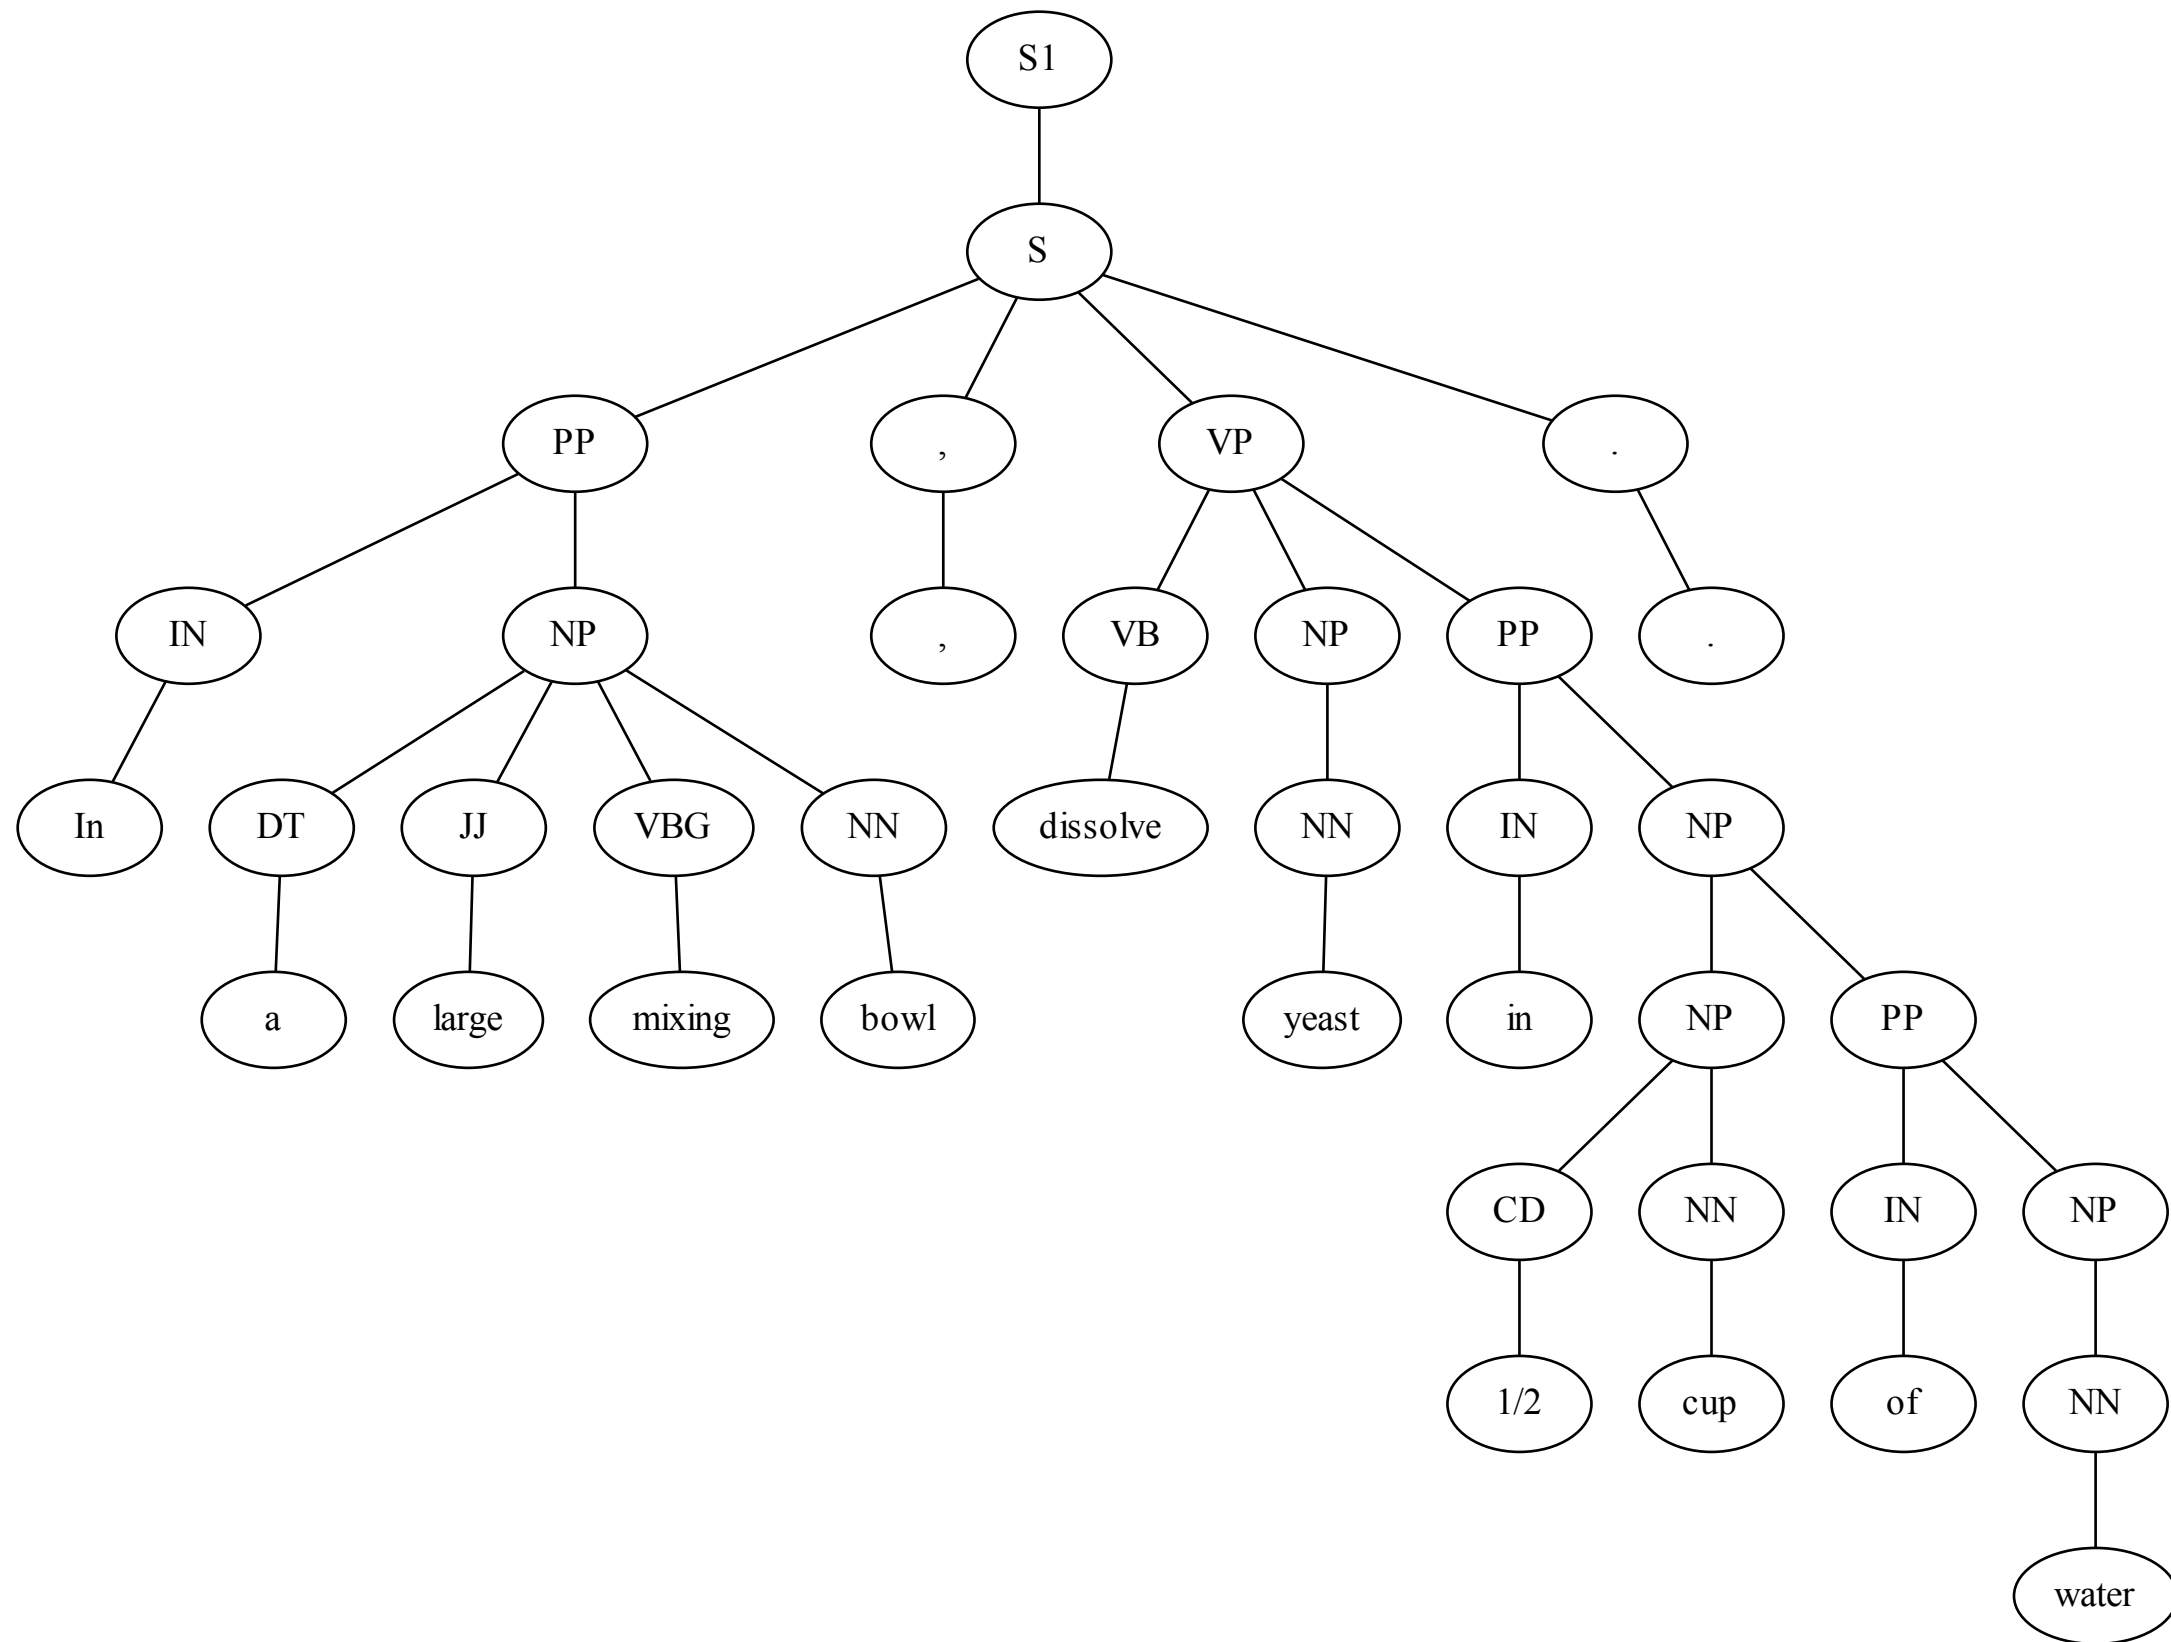 S1
S
PP , VP .
IN NP , VB NP PP .
In DT JJ VBG NN dissolve NN IN NP
a large mixing bowl yeast in NP PP
CD NN IN NP
1/2 cup of NN
water